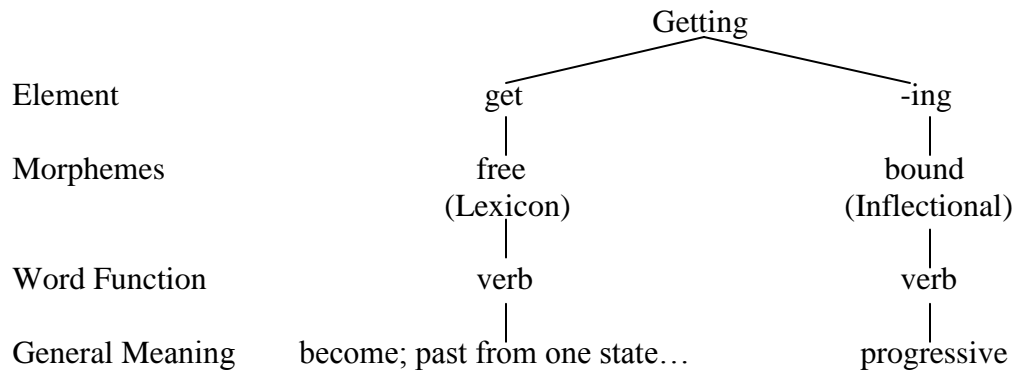 Getting
Element get -ing
Morphemes free bound
(Lexicon) (Inflectional)
Word Function verb verb
General Meaning become; past from one state… progressive